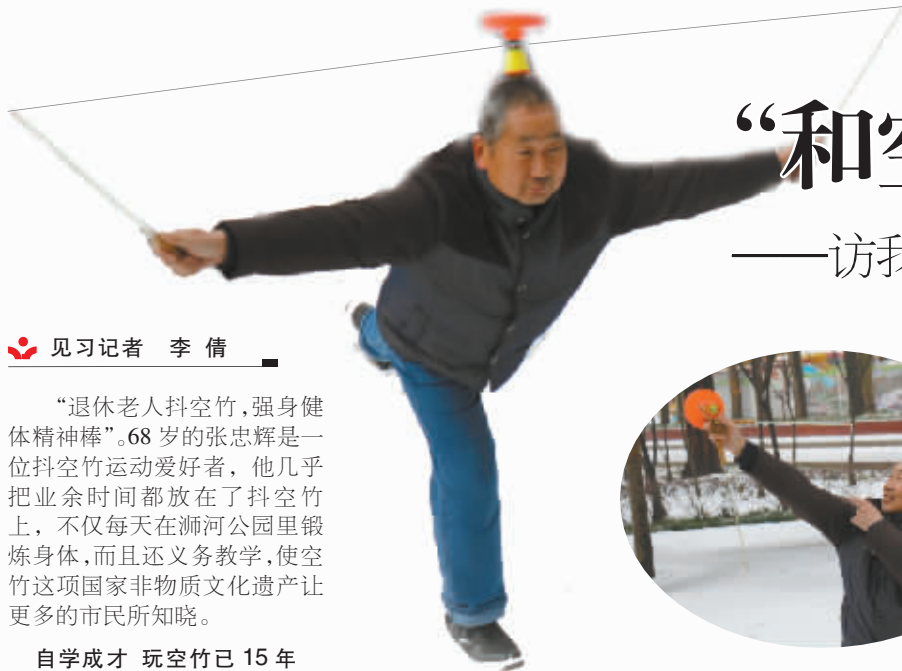 “和空
——访我
见习记者 李 倩
“退休老人抖空竹,强身健
体精神棒”。68 岁的张忠辉是一
位抖空竹运动爱好者，他几乎
把业余时间都放在了抖空竹
上，不仅每天在浉河公园里锻
炼身体,而且还义务教学,使空
竹这项国家非物质文化遗产让
更多的市民所知晓。
自学成才 玩空竹已 15 年